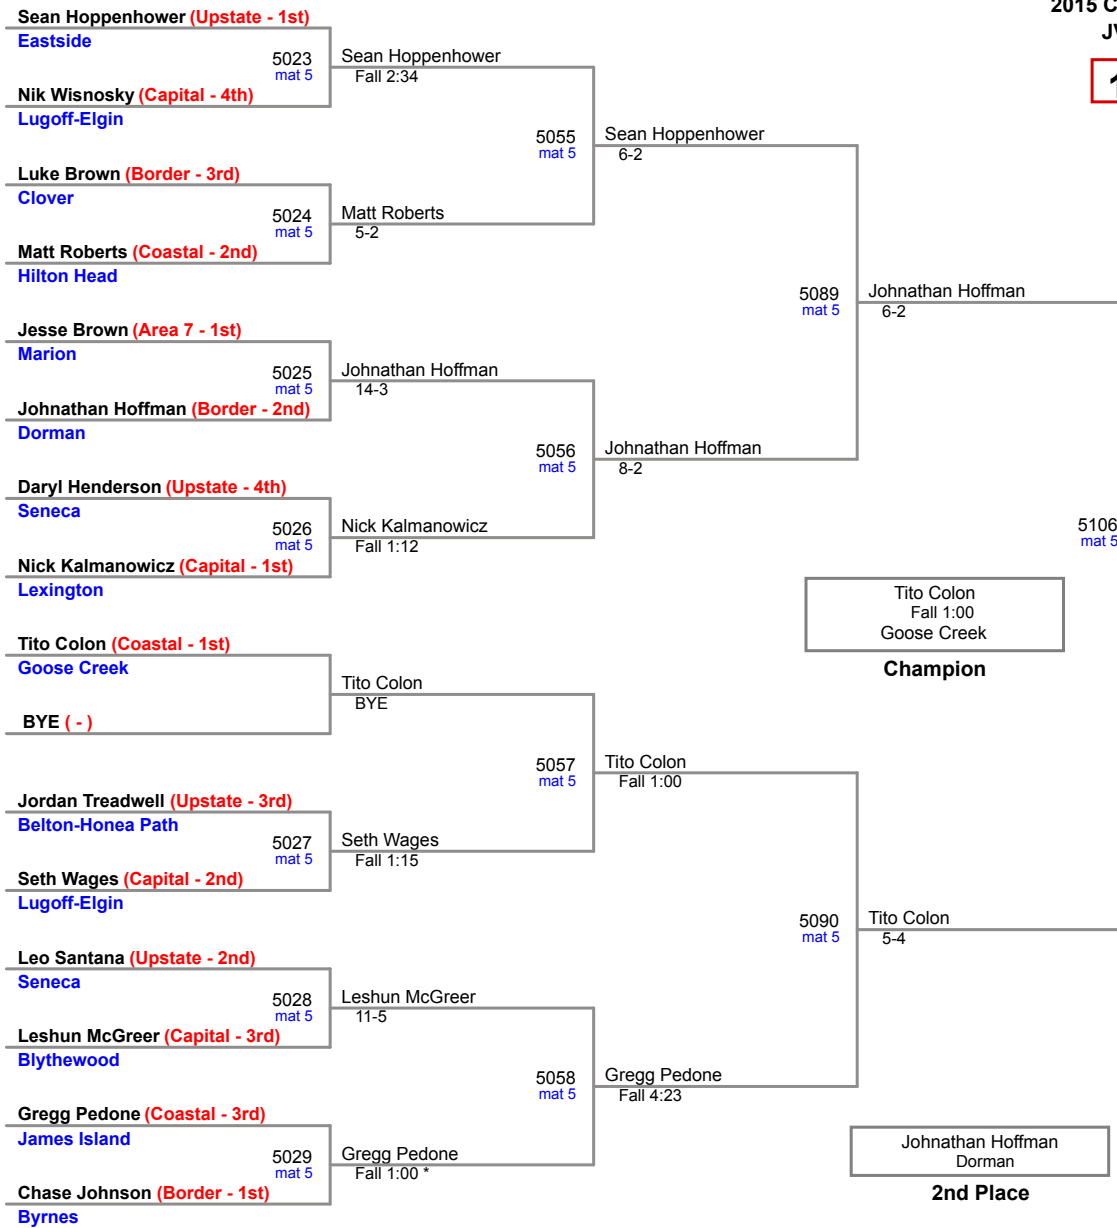 2015 C
JV
1
Sean Hoppenhower (Upstate - 1st)
Eastside
5023
mat 5
Sean Hoppenhower
Fall 2:34
Nik Wisnosky (Capital - 4th)
Lugoff-Elgin
5055
mat 5
Sean Hoppenhower
6-2
Luke Brown (Border - 3rd)
Clover
5024
mat 5
Matt Roberts
5-2
Matt Roberts (Coastal - 2nd)
Hilton Head
5089
mat 5
Johnathan Hoffman
6-2
Jesse Brown (Area 7 - 1st)
Marion
5025
mat 5
Johnathan Hoffman
14-3
Johnathan Hoffman (Border - 2nd)
Dorman
5056
mat 5
Johnathan Hoffman
8-2
Daryl Henderson (Upstate - 4th)
Seneca
5026
mat 5
Nick Kalmanowicz
Fall 1:12
Nick Kalmanowicz (Capital - 1st)
Lexington
5106
mat 5
Tito Colon
Fall 1:00
Goose Creek
Champion
Tito Colon (Coastal - 1st)
Goose Creek
Tito Colon
BYE
BYE ( - )
5057
mat 5
Tito Colon
Fall 1:00
Jordan Treadwell (Upstate - 3rd)
Belton-Honea Path
5027
mat 5
Seth Wages
Fall 1:15
Seth Wages (Capital - 2nd)
Lugoff-Elgin
5090
mat 5
Tito Colon
5-4
Leo Santana (Upstate - 2nd)
Seneca
5028
mat 5
Leshun McGreer
11-5
Leshun McGreer (Capital - 3rd)
Blythewood
5058
mat 5
Gregg Pedone
Fall 4:23
Gregg Pedone (Coastal - 3rd)
James Island
5029
mat 5
Gregg Pedone
Fall 1:00 *
Chase Johnson (Border - 1st)
Byrnes
Johnathan Hoffman
Dorman
2nd Place